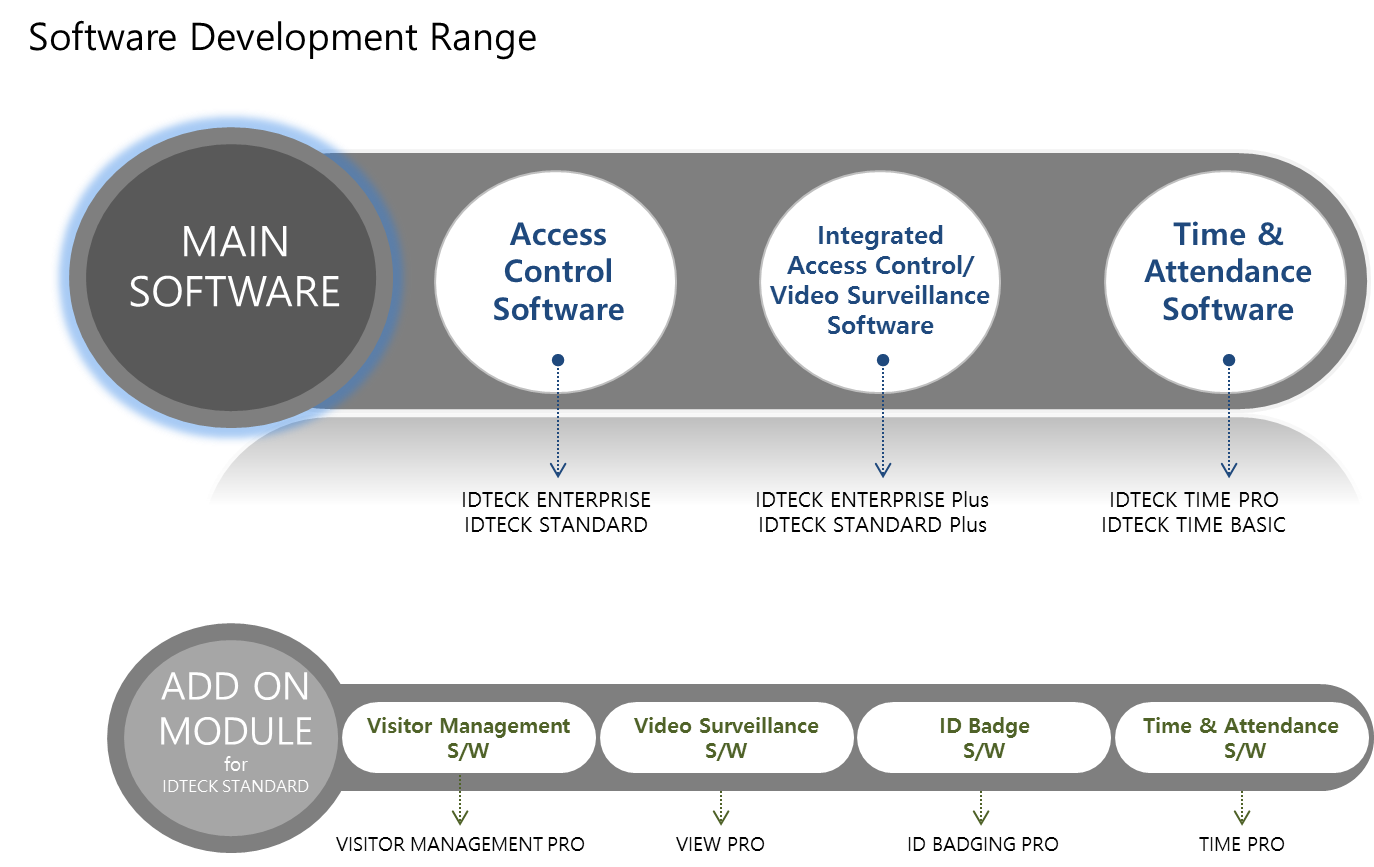 Software Development Range
MAIN
SOFTWARE
Access
Control
Software
Integrated
Access Control/
Video Surveillance
Software
Time &
Attendance
Software
IDTECK ENTERPRISE
IDTECK STANDARD
IDTECK ENTERPRISE Plus
IDTECK STANDARD Plus
IDTECK TIME PRO
IDTECK TIME BASIC
ADD ON
MODULE
for
IDTECK STANDARD
Visitor Management
S/W
Video Surveillance
S/W
ID Badge
S/W
Time & Attendance
S/W
VISITOR MANAGEMENT PRO
VIEW PRO
ID BADGING PRO
TIME PRO